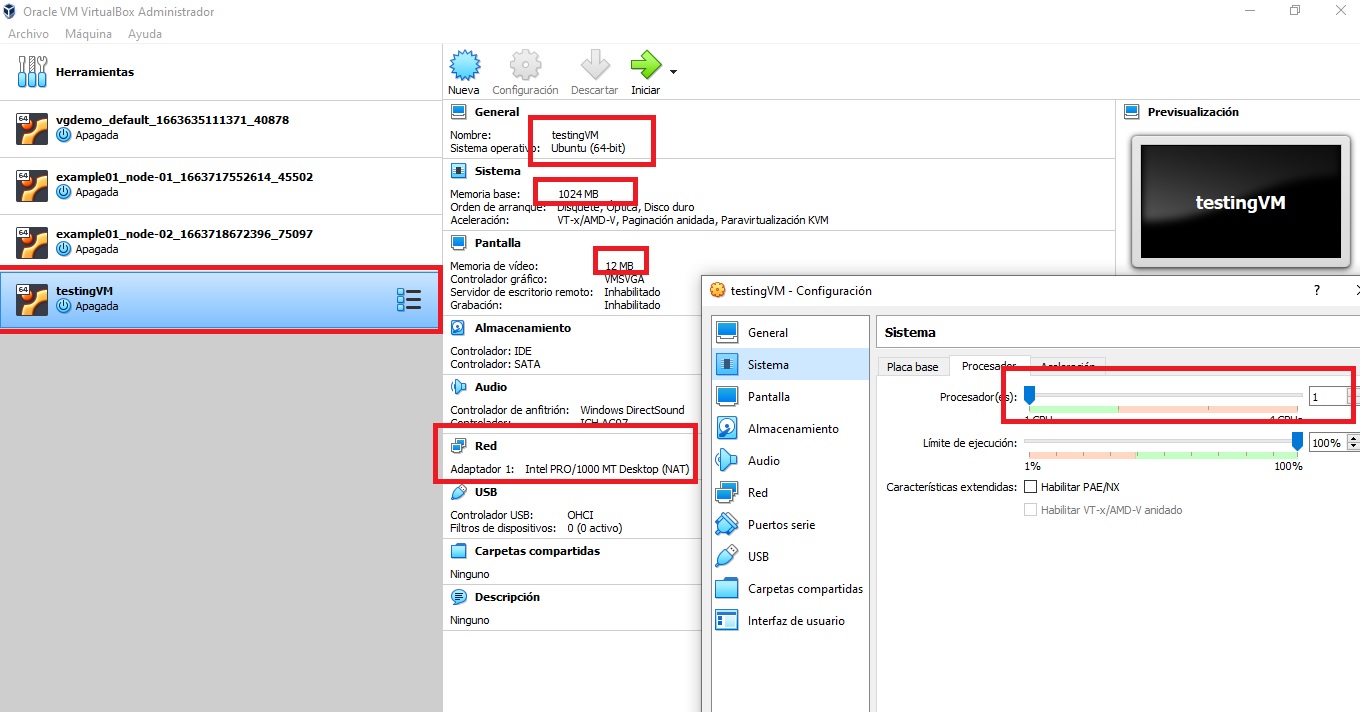 Oracle VM VirtualBox Administrador
Archivo Máquina Ayuda
Herramientas
64
vgdemo_default_1663635111371_40878
Apagada
64
example01_node-01_1663717552614_45502
Apagada
64
example01_node-02_1663718672396_75097
Apagada
64
testingVM
Apagada
Nueva Configuración Descartar Iniciar
General
Nombre: testingVM
Sistema operativo: Ubuntu (64-bit)
Sistema
Memoria base: 1024 MB
Orden de arranque: Disquete, Óptica, Disco duro
Aceleración: VT-x/AMD-V, Paginación anidada, Paravirtualización KVM
Pantalla
Memoria de vídeo: 12 MB
Controlador gráfico: VMSVGA
Servidor de escritorio remoto: Inhabilitado
Grabación: Inhabilitado
Almacenamiento
Controlador: IDE
Controlador: SATA
Audio
Controlador de anfitrión: Windows DirectSound
Controlador: ICH AC97
Red
Adaptador 1: Intel PRO/1000 MT Desktop (NAT)
USB
Controlador USB: OHCI
Filtros de dispositivos: 0 (0 activo)
Carpetas compartidas
Ninguno
Descripción
Ninguno
Previsualización
testingVM
testingVM - Configuración ?
General
Sistema
Pantalla
Almacenamiento
Audio
Red
Puertos serie
USB
Carpetas compartidas
Interfaz de usuario
Sistema
Placa base Procesador Aceleración
Procesador(es): 1
1 CPU 4 CPUs
Límite de ejecución: 100%
1% 100%
Características extendidas: Habilitar PAE/NX
Habilitar VT-x/AMD-V anidado